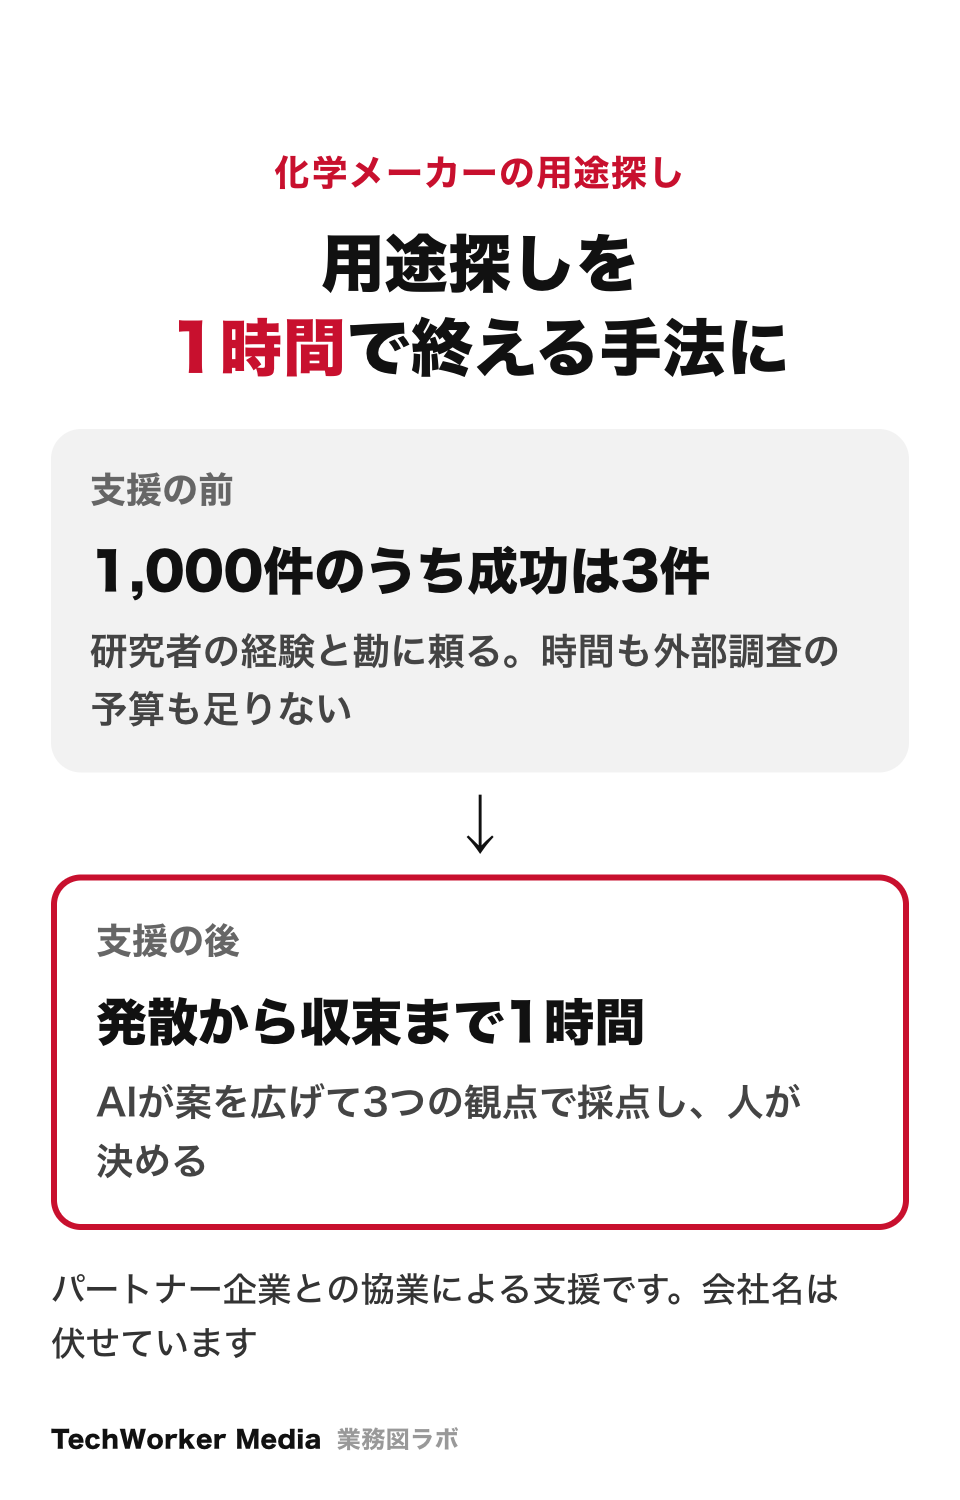 化学メーカーの用途探し
用途探しを
1時間で終える手法に
支援の前
1,000件のうち成功は3件
研究者の経験と勘に頼る。時間も外部調査の
予算も足りない
↓
支援の後
発散から収束まで1時間
AIが案を広げて3つの観点で採点し、人が
決める
パートナー企業との協業による支援です。会社名は
伏せています
TechWorker Media 業務図ラボ